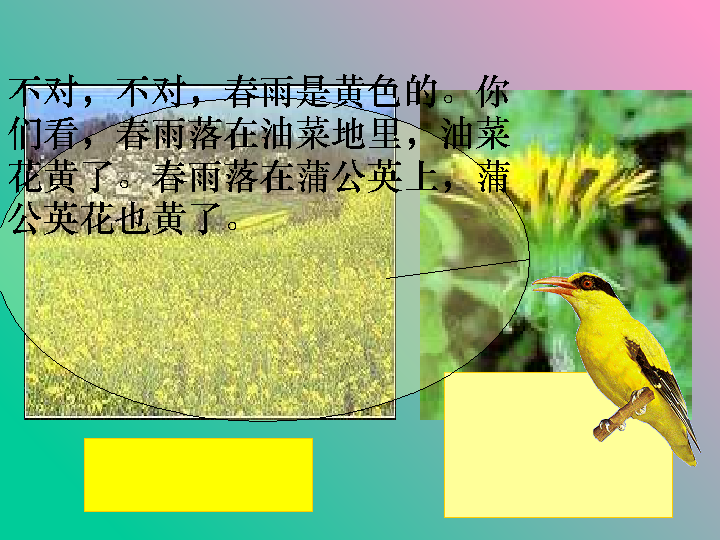 不对，不对，春雨是黄色的。你
们看，春雨落在油菜地里，油菜
花黄了。春雨落在蒲公英上，蒲
公英花也黄了。